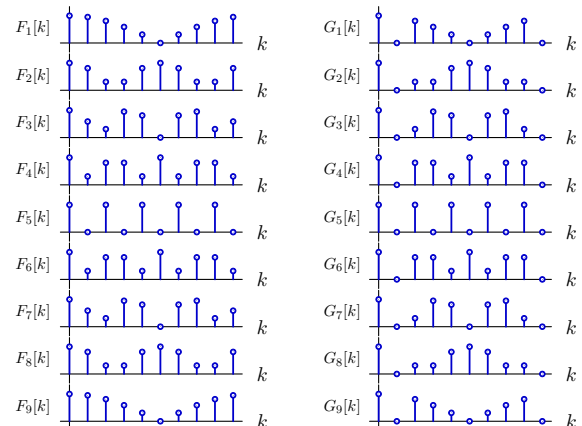 F1[k] k G1[k] k
F2[k] k G2[k] k
F3[k] k G3[k] k
F4[k] k G4[k] k
F5[k] k G5[k] k
F6[k] k G6[k] k
F7[k] k G7[k] k
F8[k] k G8[k] k
F9[k] k G9[k] k